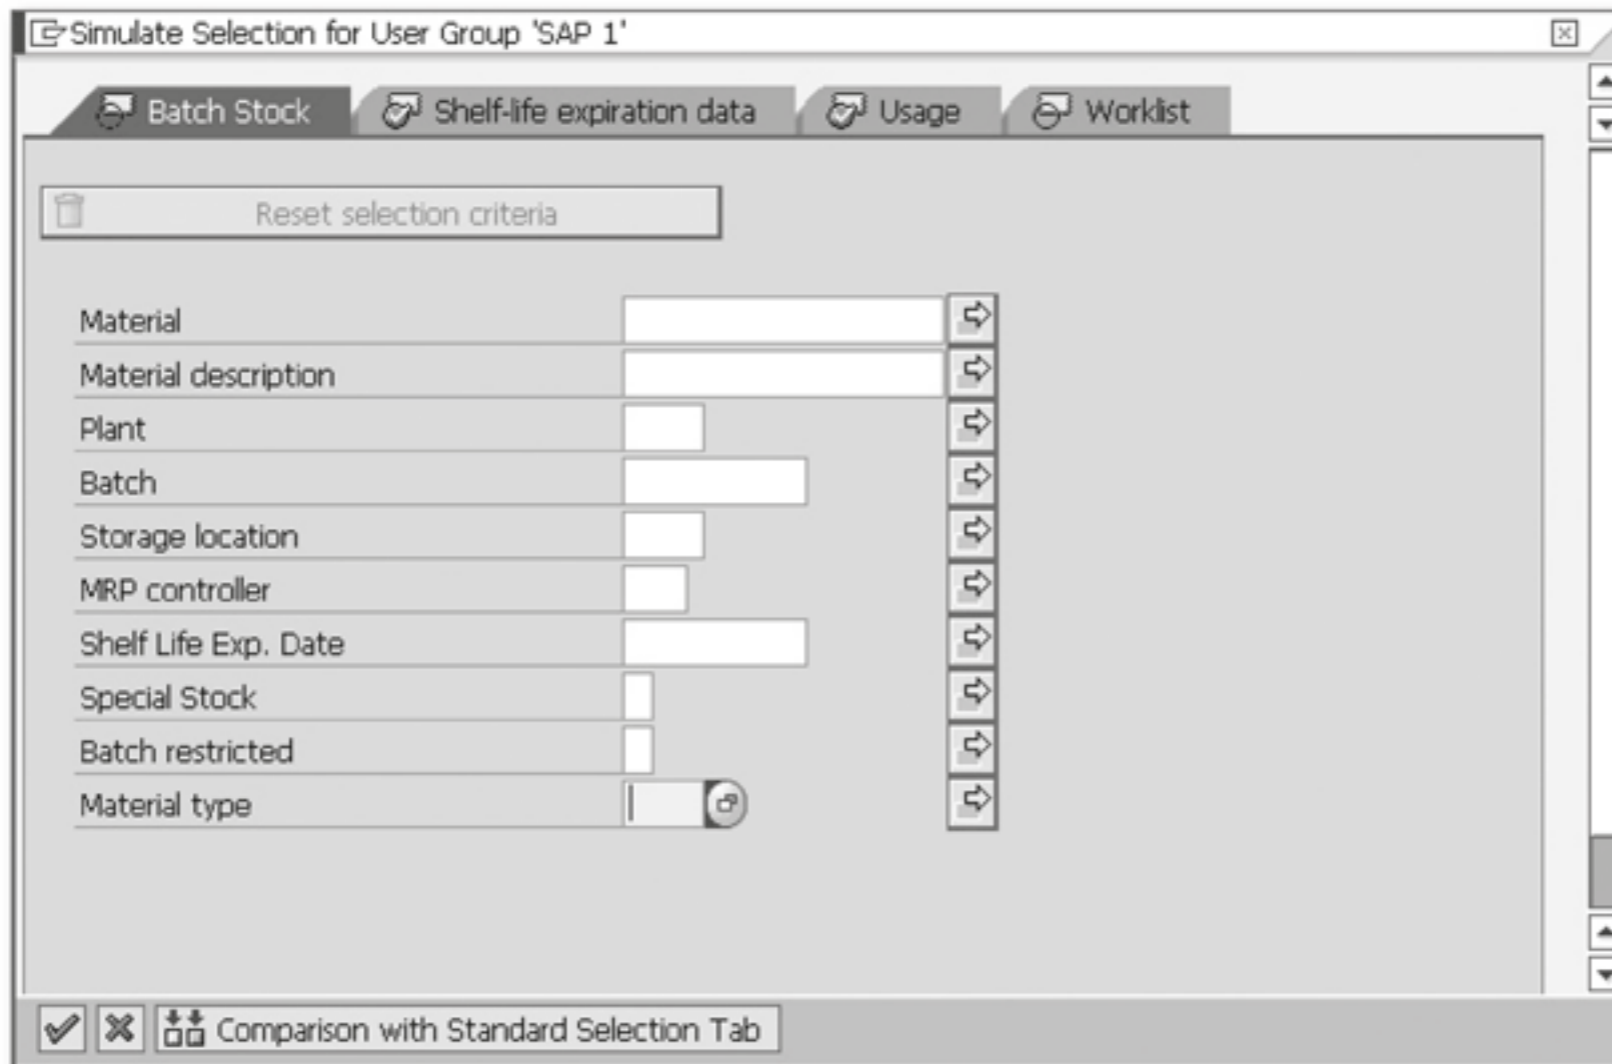 Simulate Selection for User Group 'SAP 1'
Batch Stock Shelf-life expiration data Usage Worklist
Reset selection criteria
Material
Material description
Plant
Batch
Storage location
MRP controller
Shelf Life Exp. Date
Special Stock
Batch restricted
Material type
Comparison with Standard Selection Tab